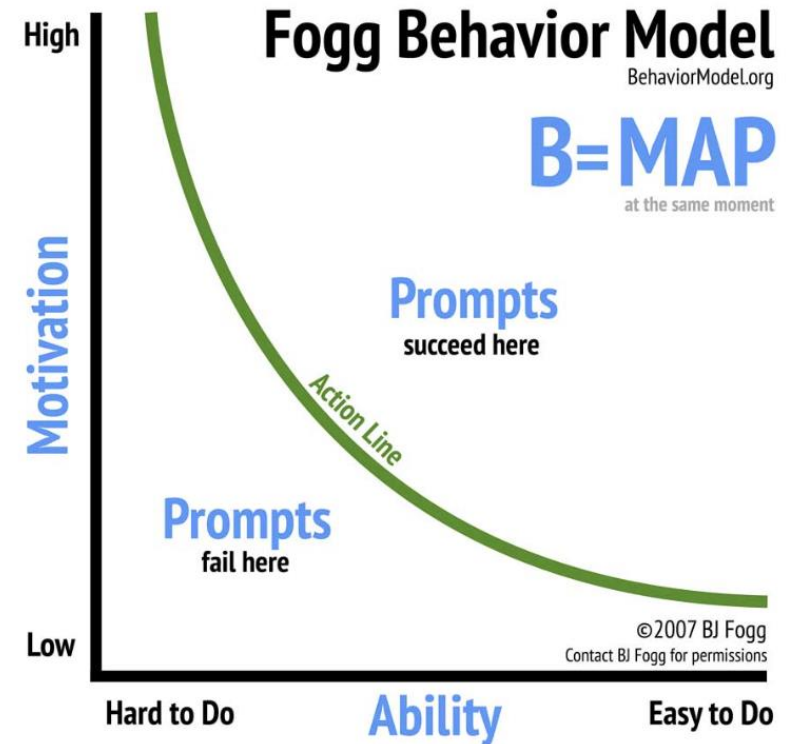 High
Fogg Behavior Model
BehaviorModel.org
B=MAP
at the same moment
Motivation
Prompts
succeed here
Action Line
Prompts
fail here
Low
©2007 BJ Fogg
Contact BJ Fogg for permissions
Hard to Do
Ability
Easy to Do